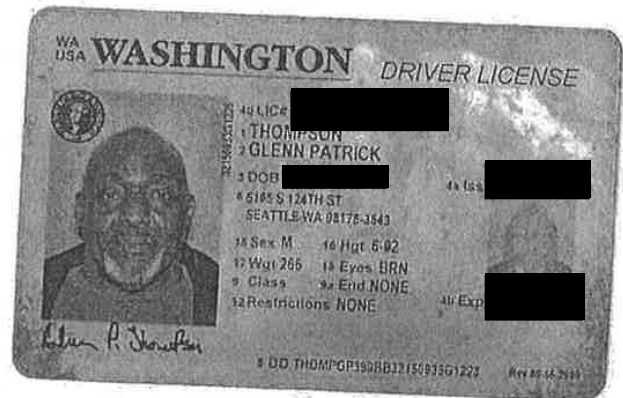 WA
USA
WASHINGTON
DRIVER LICENSE
4d LIC#
1 THOMPSON
2 GLENN PATRICK
3 DOB
4a Iss
8 5105 S 124TH ST
SEATTLE WA 98178-3543
15 Sex M 16 Hgt 6-02
17 Wgt 265 18 Eyes BRN
9 Class 9a End NONE
12 Restrictions NONE
4b Exp
P. Thompson
5 DD